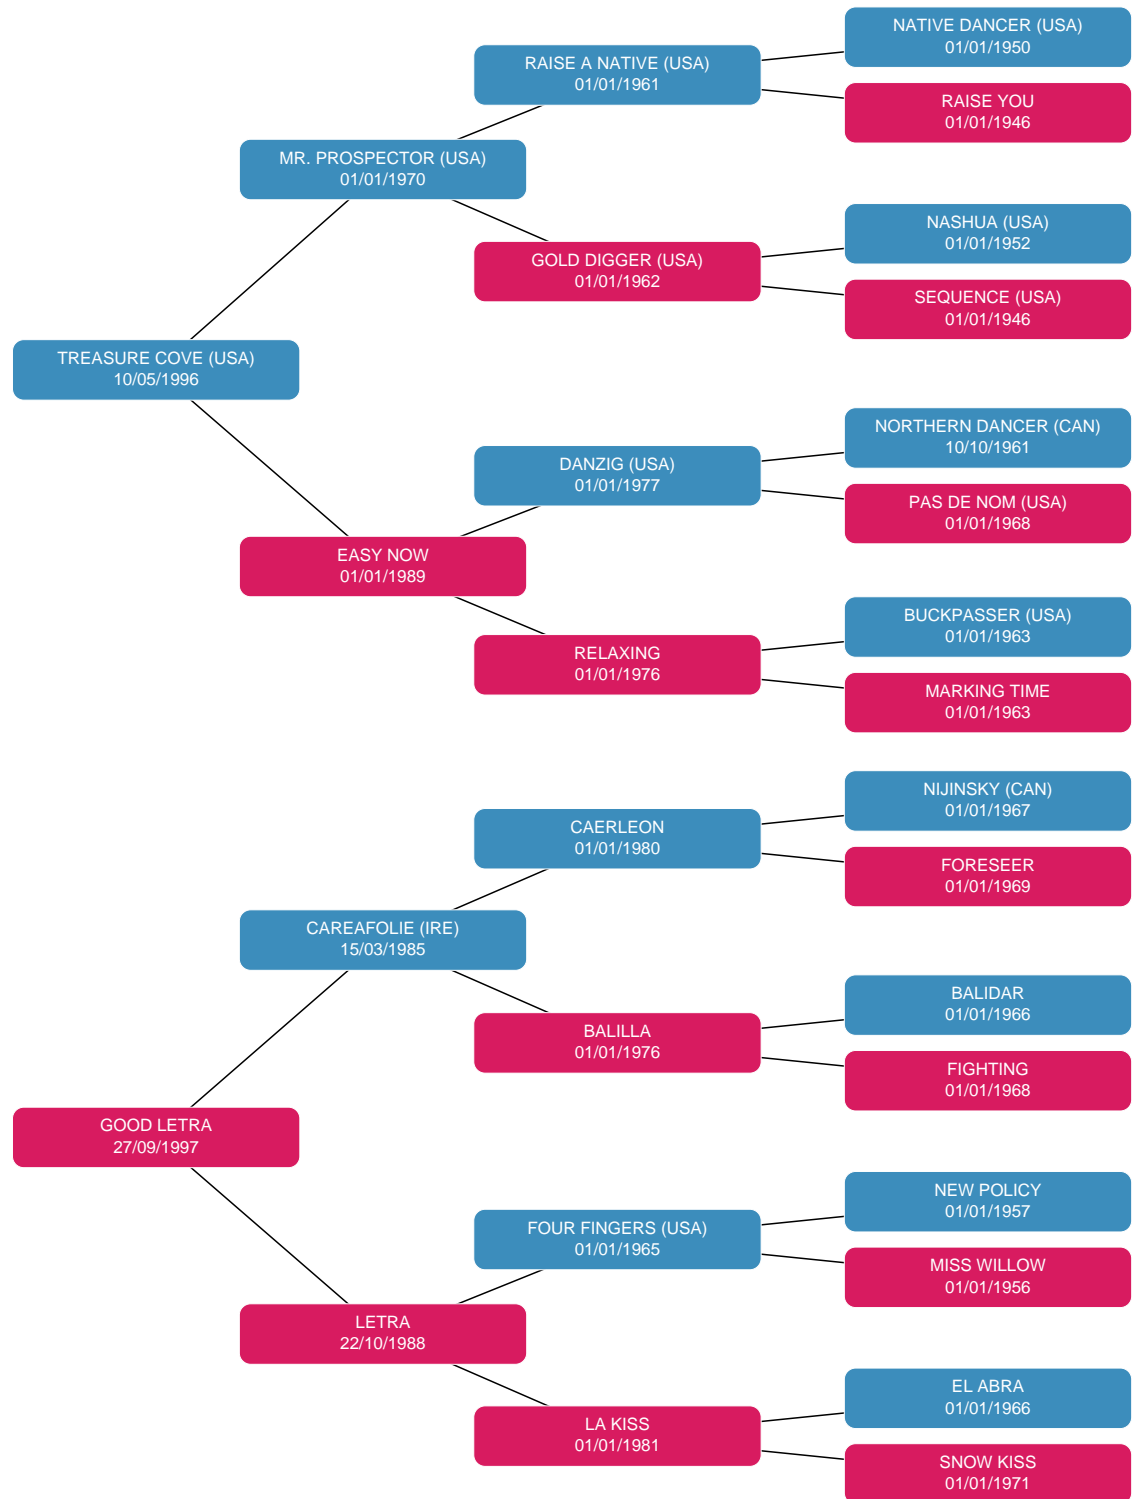 NATIVE DANCER (USA)
01/01/1950
RAISE A NATIVE (USA)
01/01/1961
RAISE YOU
01/01/1946
MR. PROSPECTOR (USA)
01/01/1970
NASHUA (USA)
01/01/1952
GOLD DIGGER (USA)
01/01/1962
SEQUENCE (USA)
01/01/1946
TREASURE COVE (USA)
10/05/1996
NORTHERN DANCER (CAN)
10/10/1961
DANZIG (USA)
01/01/1977
PAS DE NOM (USA)
01/01/1968
EASY NOW
01/01/1989
BUCKPASSER (USA)
01/01/1963
RELAXING
01/01/1976
MARKING TIME
01/01/1963
NIJINSKY (CAN)
01/01/1967
CAERLEON
01/01/1980
FORESEER
01/01/1969
CAREAFOLIE (IRE)
15/03/1985
BALIDAR
01/01/1966
BALILLA
01/01/1976
FIGHTING
01/01/1968
GOOD LETRA
27/09/1997
NEW POLICY
01/01/1957
FOUR FINGERS (USA)
01/01/1965
MISS WILLOW
01/01/1956
LETRA
22/10/1988
EL ABRA
01/01/1966
LA KISS
01/01/1981
SNOW KISS
01/01/1971